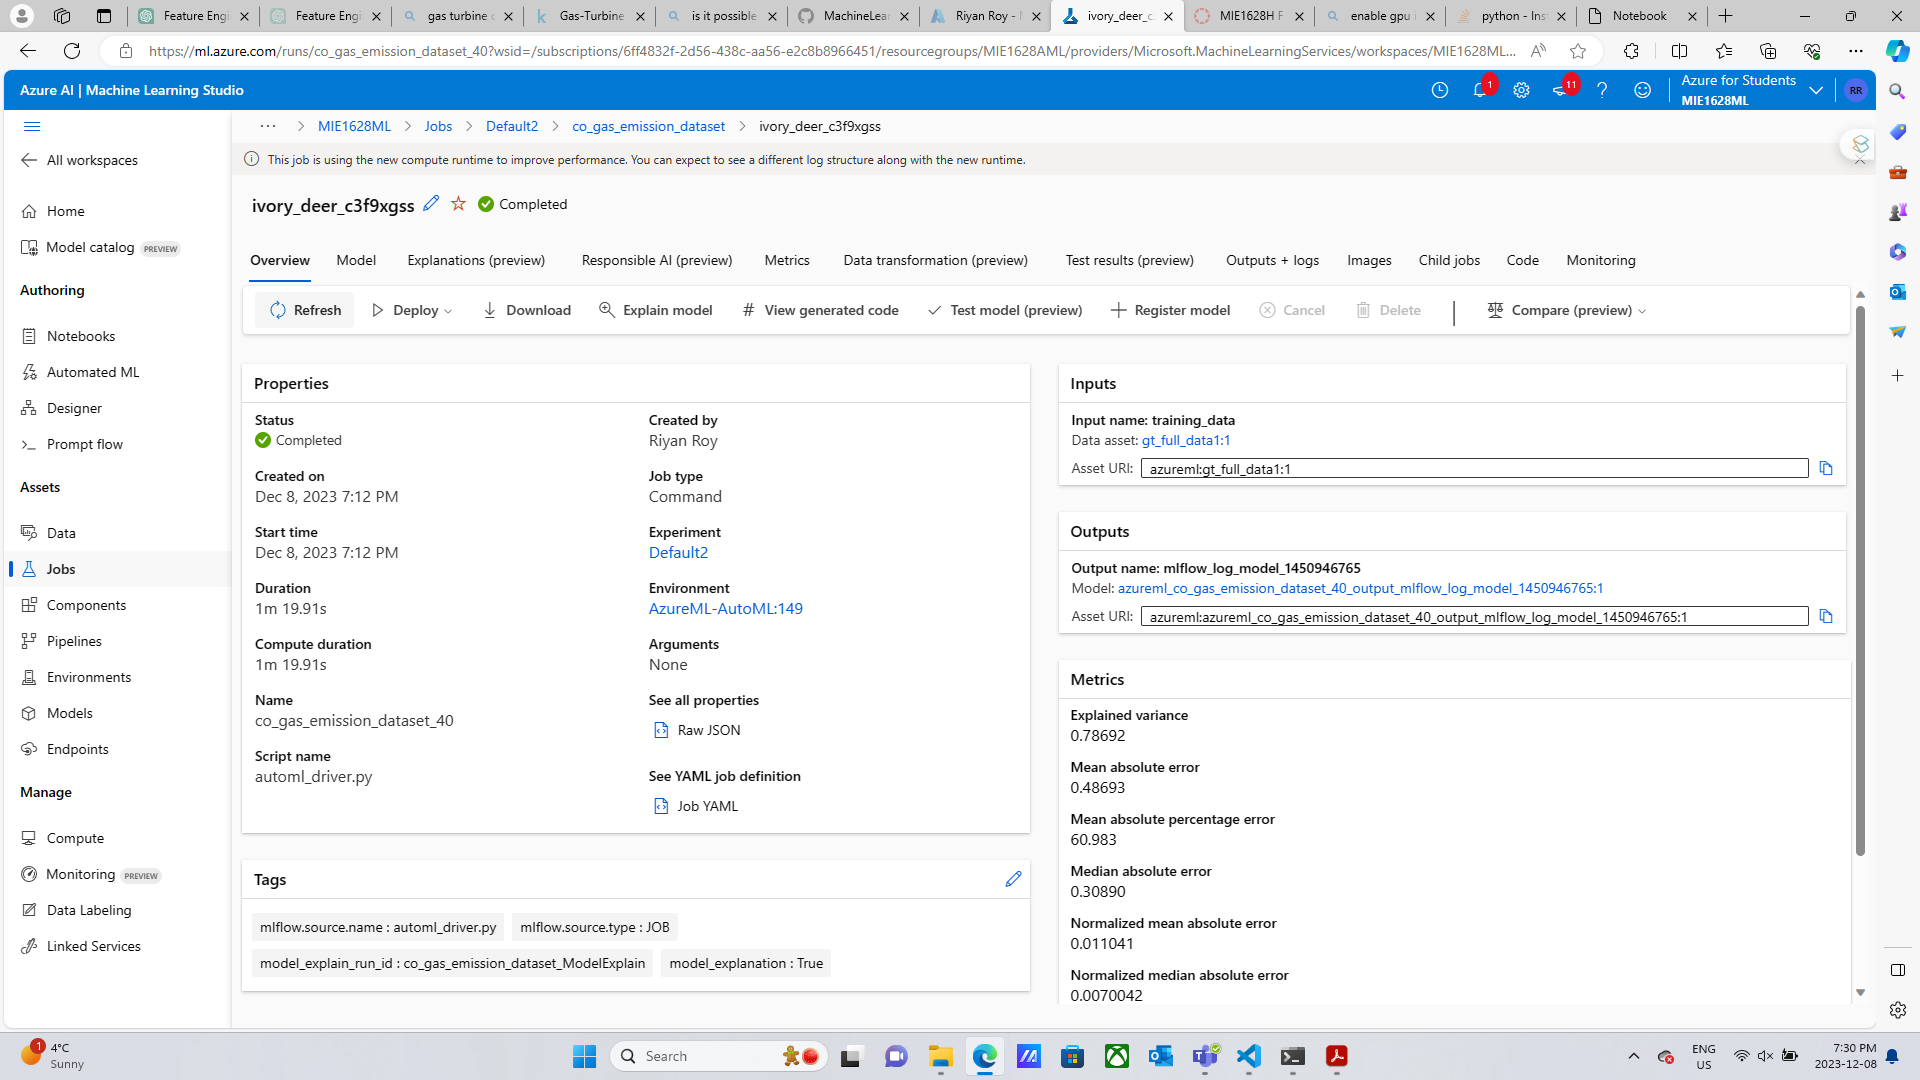 Feature Engi
Feature Engi
gas turbine c
Gas-Turbine
is it possible
MachineLear
Riyan Roy - M
ivory_deer_c
MIE1628H F
enable gpu i
python - Inst
Notebook
https://ml.azure.com/runs/co_gas_emission_dataset_40?wsid=/subscriptions/6ff4832f-2d56-438c-aa56-e2c8b8966451/resourcegroups/MIE1628AML/providers/Microsoft.MachineLearningServices/workspaces/MIE1628ML...
Azure AI | Machine Learning Studio
1
11
Azure for Students
MIE1628ML
RR
All workspaces
Home
Model catalog PREVIEW
Authoring
Notebooks
Automated ML
Designer
Prompt flow
Assets
Data
Jobs
Components
Pipelines
Environments
Models
Endpoints
Manage
Compute
Monitoring PREVIEW
Data Labeling
Linked Services
... > MIE1628ML > Jobs > Default2 > co_gas_emission_dataset > ivory_deer_c3f9xgss
This job is using the new compute runtime to improve performance. You can expect to see a different log structure along with the new runtime.
ivory_deer_c3f9xgss Completed
Overview Model Explanations (preview) Responsible AI (preview) Metrics Data transformation (preview) Test results (preview) Outputs + logs Images Child jobs Code Monitoring
Refresh Deploy Download Explain model # View generated code Test model (preview) Register model Cancel Delete Compare (preview)
Properties
Status
Completed
Created on
Dec 8, 2023 7:12 PM
Start time
Dec 8, 2023 7:12 PM
Duration
1m 19.91s
Compute duration
1m 19.91s
Name
co_gas_emission_dataset_40
Script name
automl_driver.py
Created by
Riyan Roy
Job type
Command
Experiment
Default2
Environment
AzureML-AutoML:149
Arguments
None
See all properties
Raw JSON
See YAML job definition
Job YAML
Tags
mlflow.source.name : automl_driver.py
mlflow.source.type : JOB
model_explain_run_id : co_gas_emission_dataset_ModelExplain
model_explanation : True
Inputs
Input name: training_data
Data asset: gt_full_data1:1
Asset URI: azureml:gt_full_data1:1
Outputs
Output name: mlflow_log_model_1450946765
Model: azureml_co_gas_emission_dataset_40_output_mlflow_log_model_1450946765:1
Asset URI: azureml:azureml_co_gas_emission_dataset_40_output_mlflow_log_model_1450946765:1
Metrics
Explained variance
0.78692
Mean absolute error
0.48693
Mean absolute percentage error
60.983
Median absolute error
0.30890
Normalized mean absolute error
0.011041
Normalized median absolute error
0.0070042
1
4°C
Sunny
Search
ENG
US
7:30 PM
2023-12-08